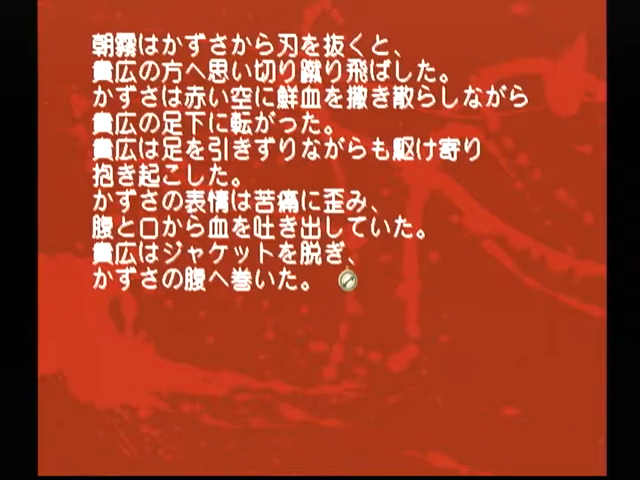 朝霧はかずさから刃を抜くと、
貴広の方へ思い切り蹴り飛ばした。
かずさは赤い空に鮮血を撒き散らしながら
貴広の足下に転がった。
貴広は足を引きずりながらも駆け寄り
抱き起こした。
かずさの表情は苦痛に歪み、
腹と口から血を吐き出していた。
貴広はジャケットを脱ぎ、
かずさの腹へ巻いた。